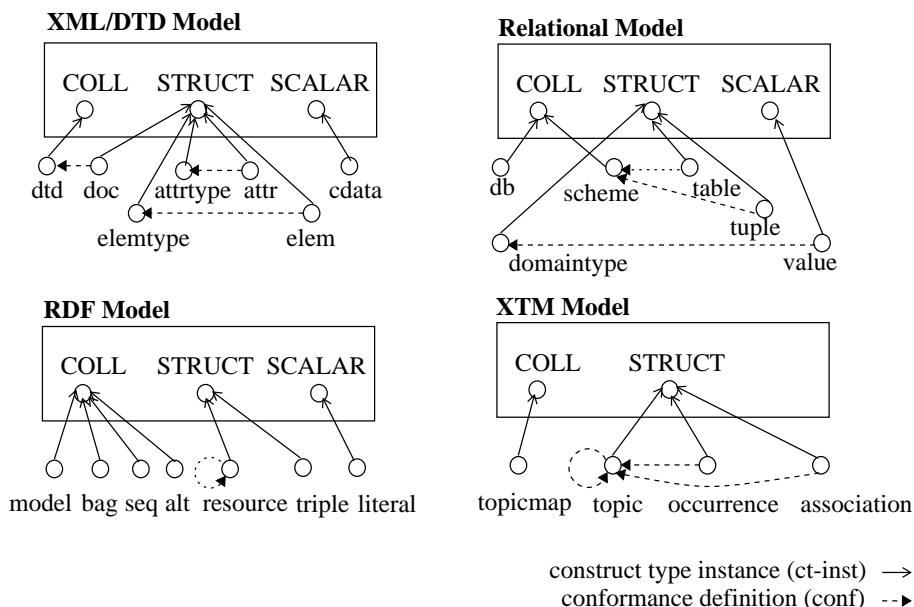 XML/DTD Model
COLL STRUCT SCALAR
dtd doc attrtype attr cdata
elemtype elem
Relational Model
COLL STRUCT SCALAR
db scheme table
tuple
domaintype value
RDF Model
COLL STRUCT SCALAR
model bag seq alt resource triple literal
XTM Model
COLL STRUCT
topicmap topic occurrence association
construct type instance (ct-inst)
conformance definition (conf)